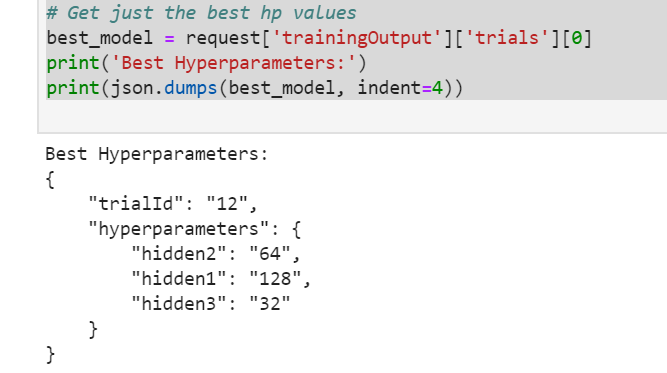 # Get just the best hp values
best_model = request['trainingOutput']['trials'][0]
print('Best Hyperparameters:')
print(json.dumps(best_model, indent=4))
Best Hyperparameters:
{
    "trialId": "12",
    "hyperparameters": {
        "hidden2": "64",
        "hidden1": "128",
        "hidden3": "32"
    }
}